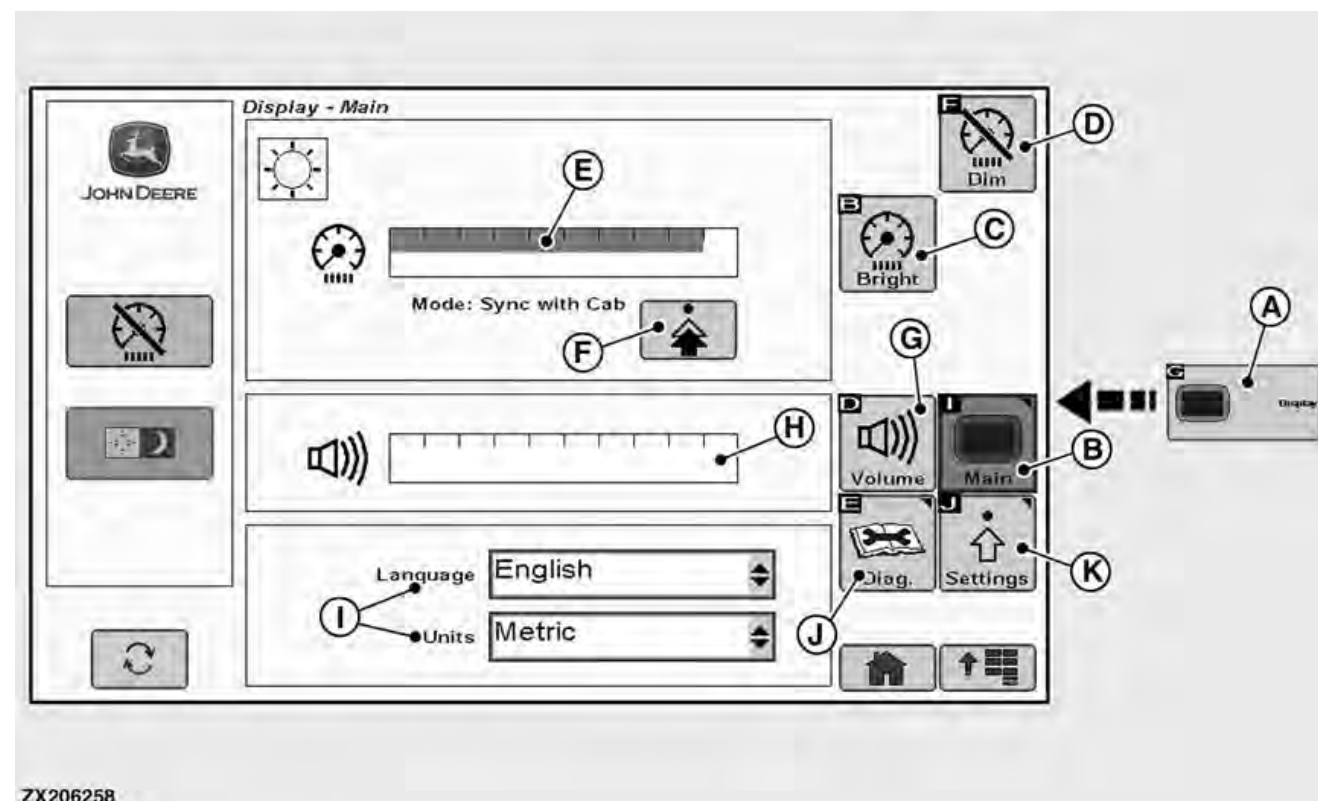 Display - Main
JOHN DEERE
F
Dim
D
E
B
Bright
C
Mode: Sync with Cab
F
G
A
G
Display
H
D
Volume
I
Main
B
E
Diag.
J
J
Settings
K
Language
English
I
Units
Metric
ZX206258